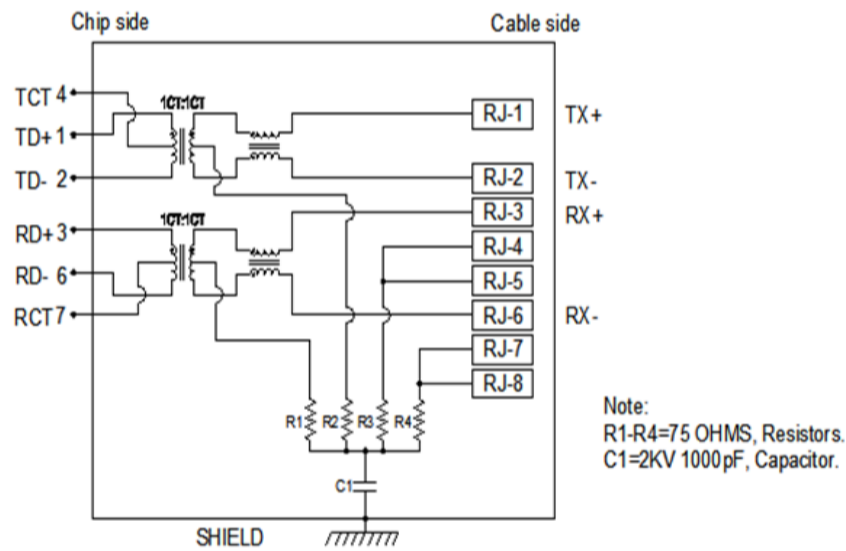 Chip side
Cable side
TCT 4
1CT:1CT
RJ-1 TX+
TD+ 1
TD- 2
RJ-2 TX-
RJ-3 RX+
1CT:1CT
RD+ 3
RJ-4
RD- 6
RJ-5
RCT 7
RJ-6 RX-
RJ-7
RJ-8
R1 R2 R3 R4
C1
SHIELD
Note:
R1-R4=75 OHMS, Resistors.
C1=2KV 1000pF, Capacitor.